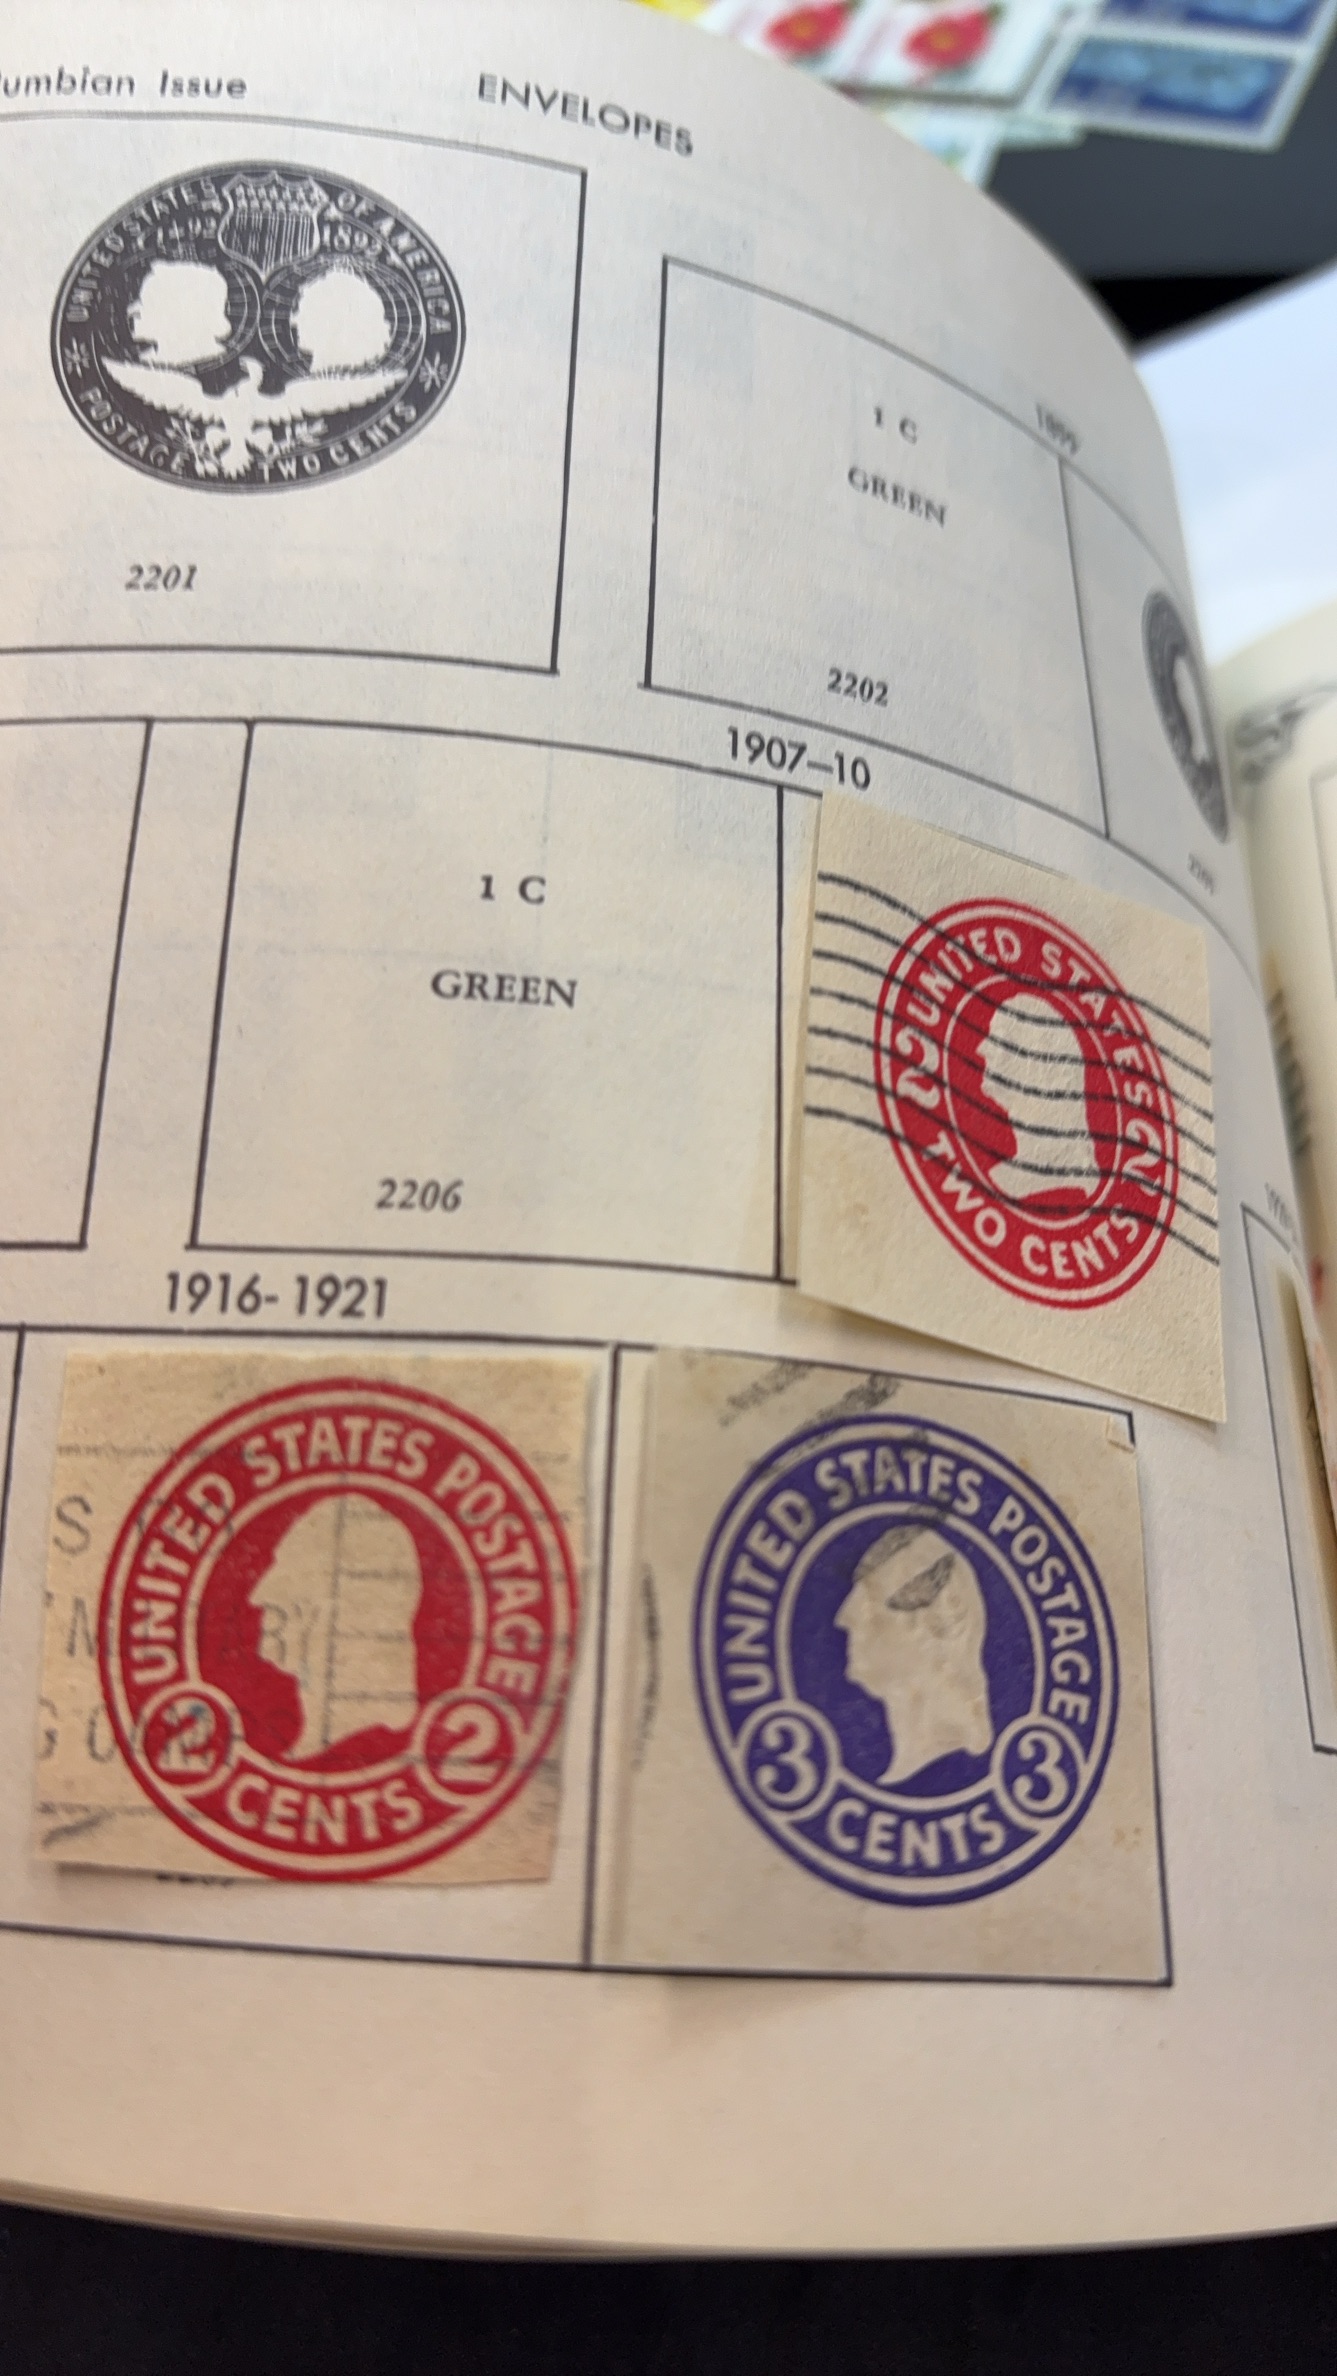 umbian Issue
ENVELOPES
UNITED STATES OF AMERICA
1492 1892
POSTAGE TWO CENTS
2201
1 C
GREEN
2202
1899
1907–10
1 C
GREEN
2206
UNITED STATES
2 2
TWO CENTS
1916-1921
UNITED STATES POSTAGE
2 2
CENTS
UNITED STATES POSTAGE
3 3
CENTS